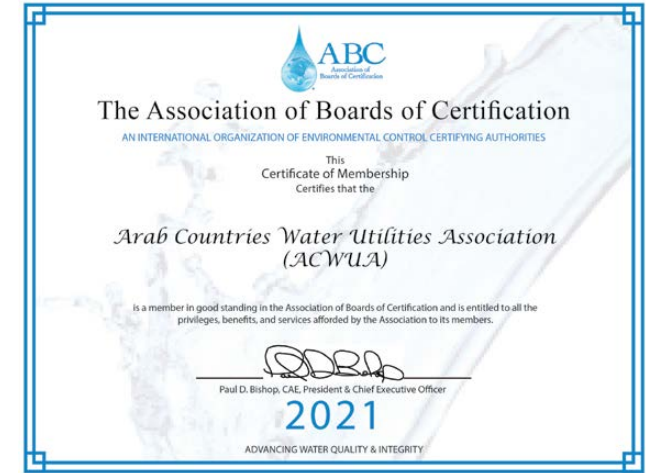 ABC
Association of
Boards of Certification
The Association of Boards of Certification
AN INTERNATIONAL ORGANIZATION OF ENVIRONMENTAL CONTROL CERTIFYING AUTHORITIES
This
Certificate of Membership
Certifies that the
Arab Countries Water Utilities Association
(ACWUA)
is a member in good standing in the Association of Boards of Certification and is entitled to all the
privileges, benefits, and services afforded by the Association to its members.
Paul D. Bishop, CAE, President & Chief Executive Officer
2021
ADVANCING WATER QUALITY & INTEGRITY